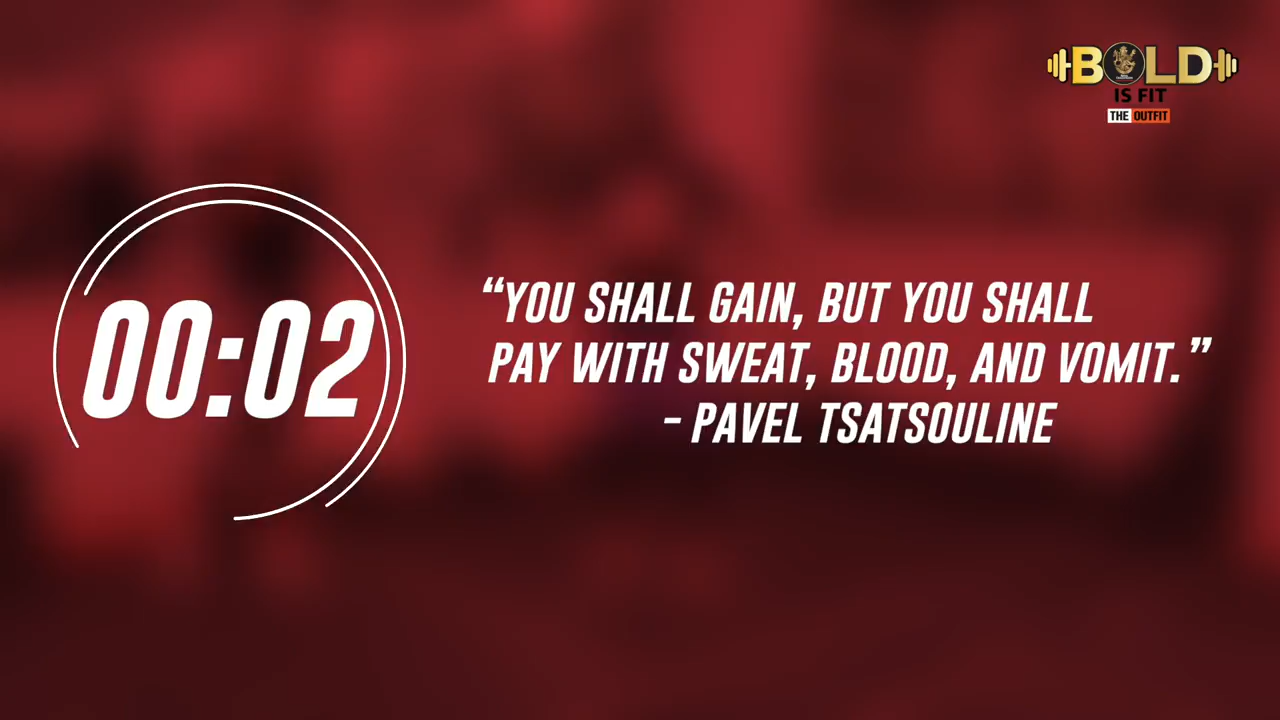 BOLD
IS FIT
THE OUTFIT
00:02
“YOU SHALL GAIN, BUT YOU SHALL
PAY WITH SWEAT, BLOOD, AND VOMIT.”
- PAVEL TSATSOULINE